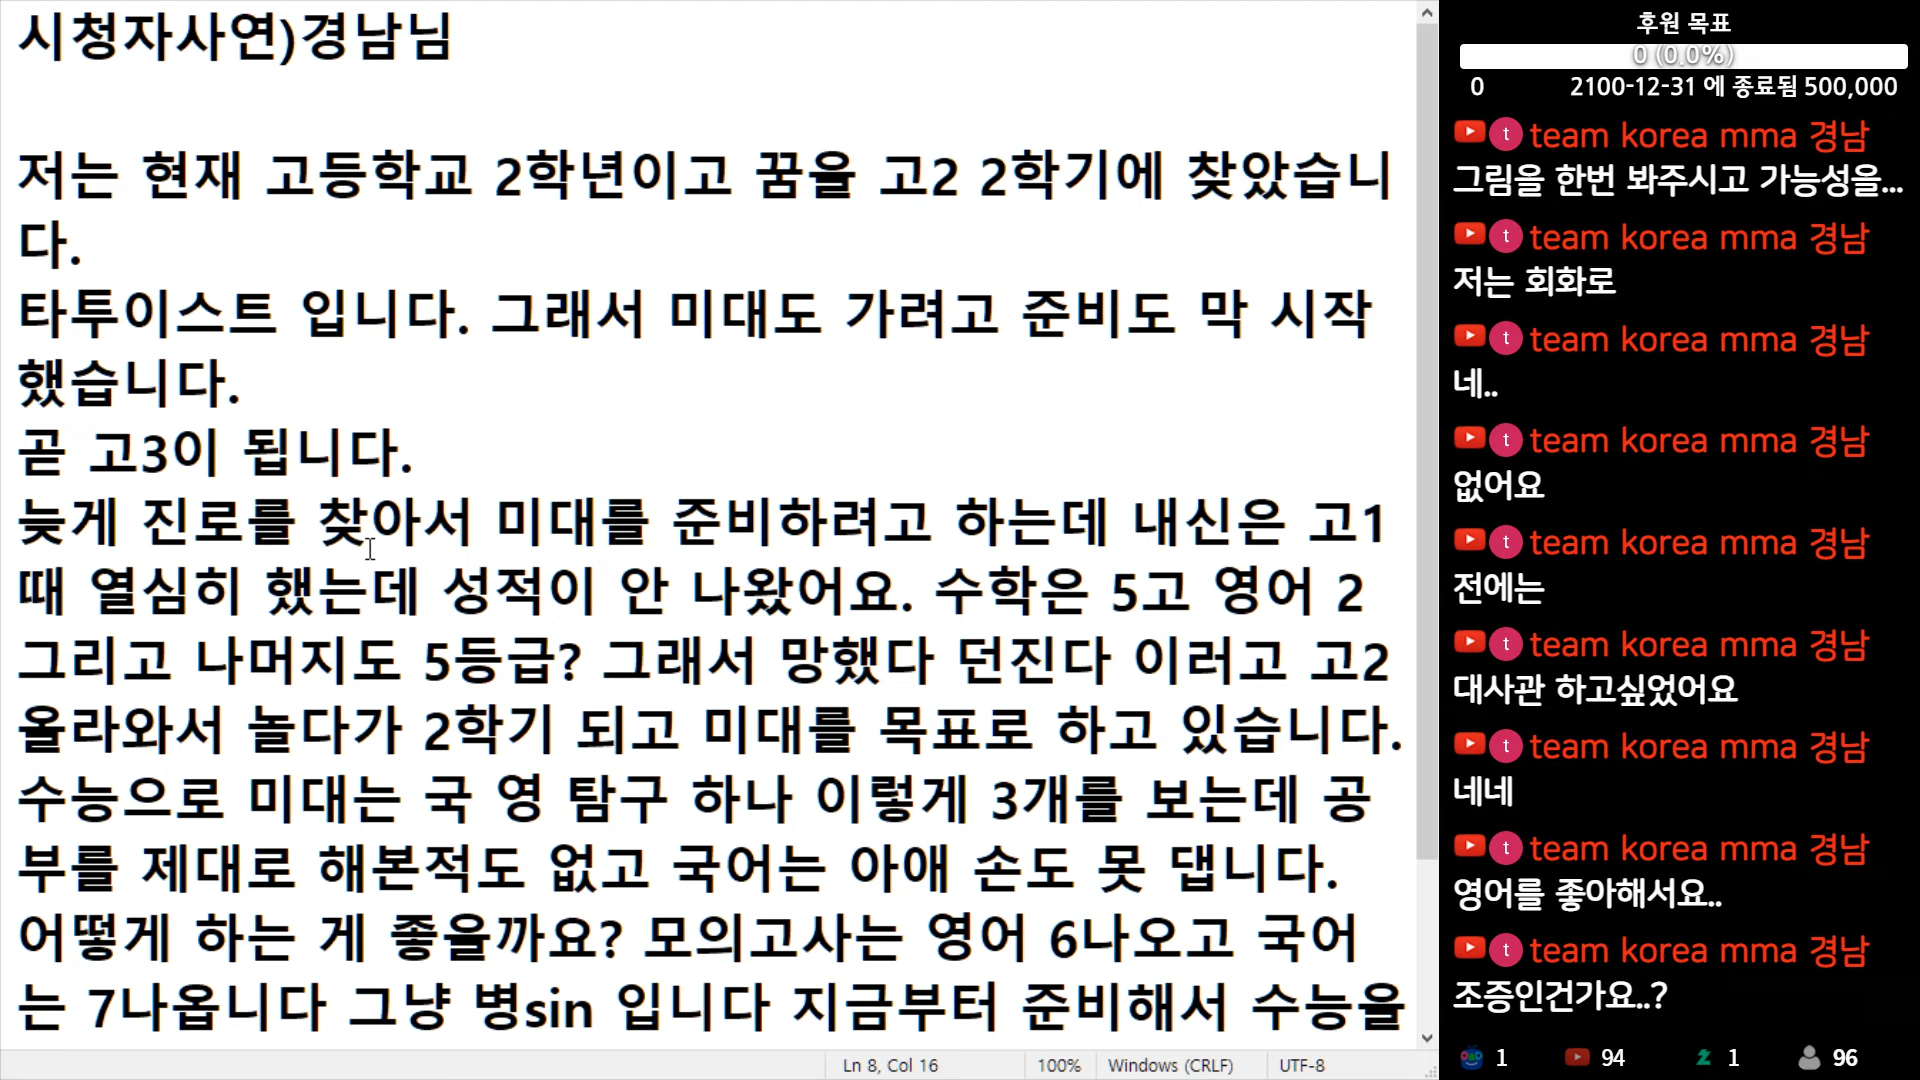 시청자사연)경남님
저는 현재 고등학교 2학년이고 꿈을 고2 2학기에 찾았습니
다.
타투이스트 입니다. 그래서 미대도 가려고 준비도 막 시작
했습니다.
곧 고3이 됩니다.
늦게 진로를 찾아서 미대를 준비하려고 하는데 내신은 고1
때 열심히 했는데 성적이 안 나왔어요. 수학은 5고 영어 2
그리고 나머지도 5등급? 그래서 망했다 던진다 이러고 고2
올라와서 놀다가 2학기 되고 미대를 목표로 하고 있습니다.
수능으로 미대는 국 영 탐구 하나 이렇게 3개를 보는데 공
부를 제대로 해본적도 없고 국어는 아애 손도 못 댑니다.
어떻게 하는 게 좋을까요? 모의고사는 영어 6나오고 국어
는 7나옵니다 그냥 병sin 입니다 지금부터 준비해서 수능을
Ln 8, Col 16
100%
Windows (CRLF)
UTF-8
후원 목표
0 (0.0%)
0 2100-12-31 에 종료됨 500,000
t team korea mma 경남
그림을 한번 봐주시고 가능성을...
t team korea mma 경남
저는 회화로
t team korea mma 경남
네..
t team korea mma 경남
없어요
t team korea mma 경남
전에는
t team korea mma 경남
대사관 하고싶었어요
t team korea mma 경남
네네
t team korea mma 경남
영어를 좋아해서요..
t team korea mma 경남
조증인건가요..?
1 94 1 96